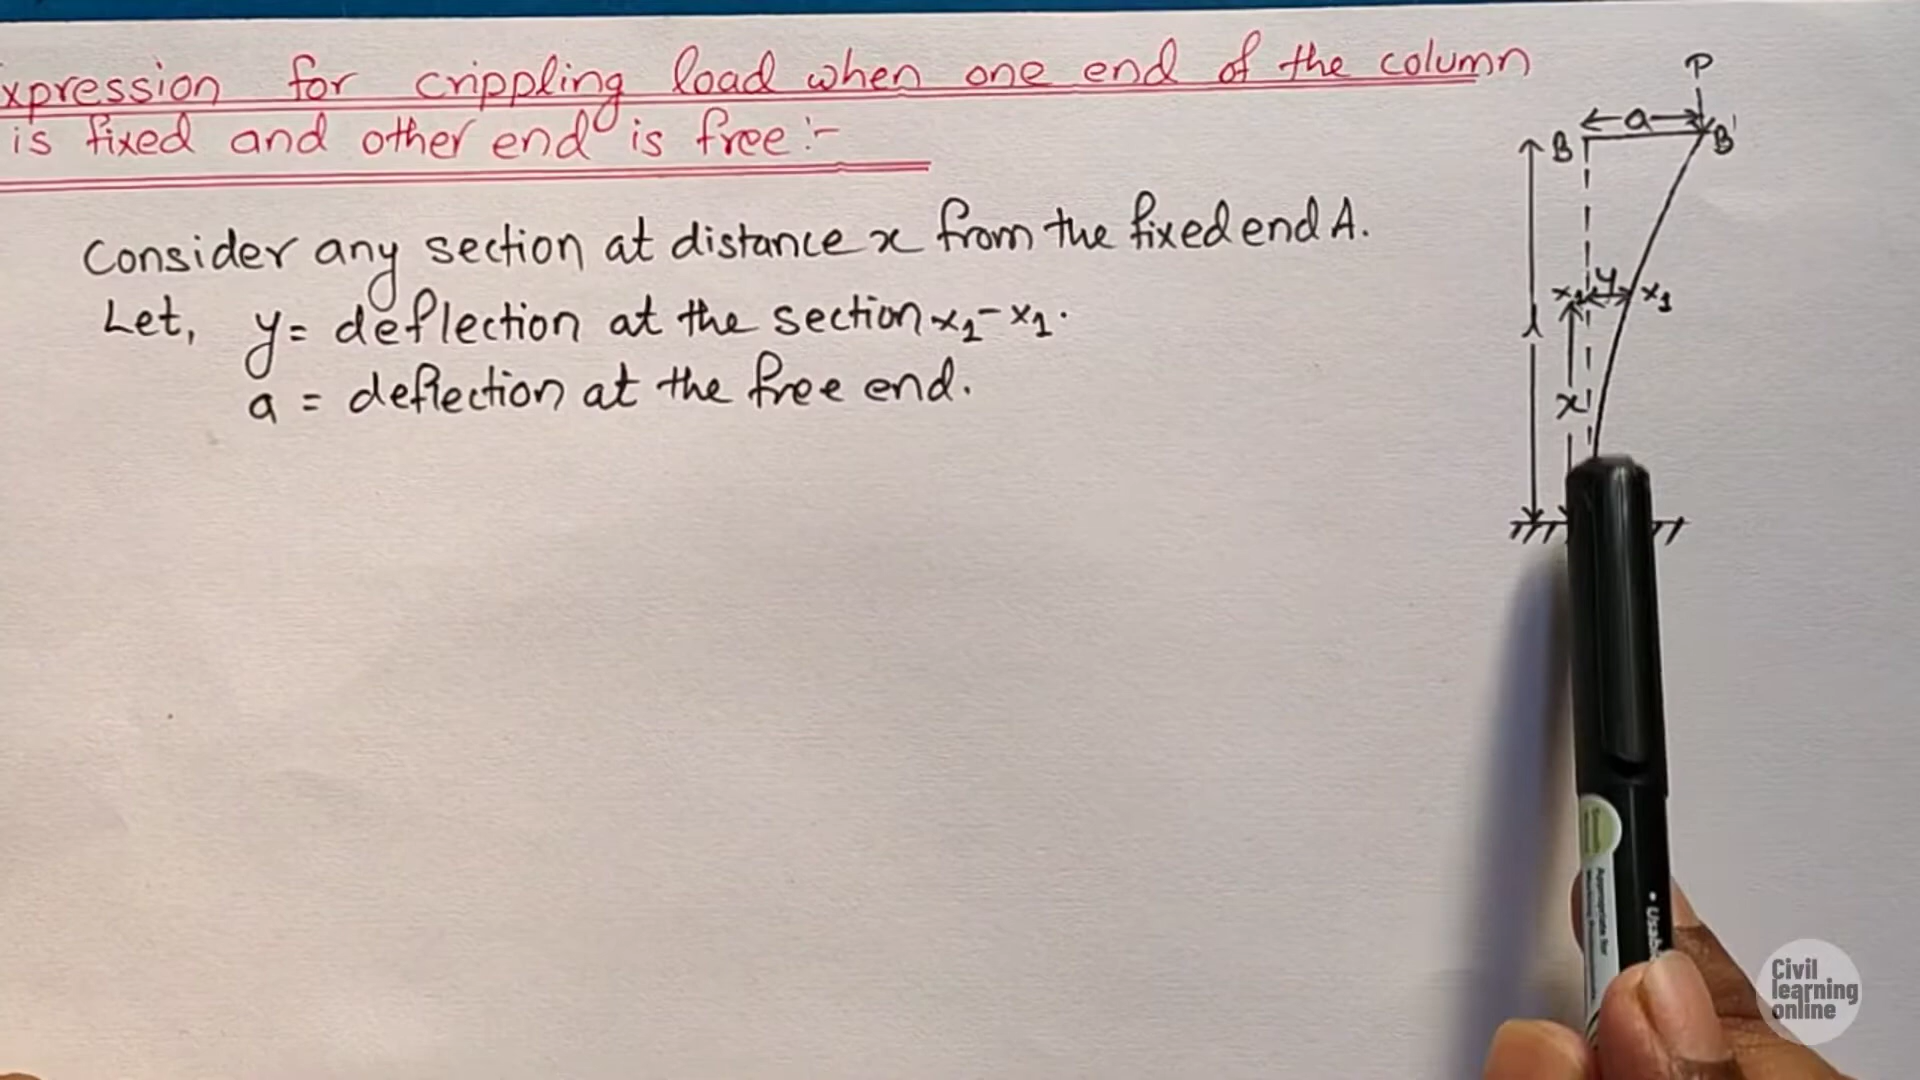 xpression for crippling load when one end of the column
is fixed and other end is free :-
Consider any section at distance x from the fixed end A.
Let, y = deflection at the section x1 - x1.
a = deflection at the free end.
P
a
B B'
y
x1
l
x
Civil
learning
online